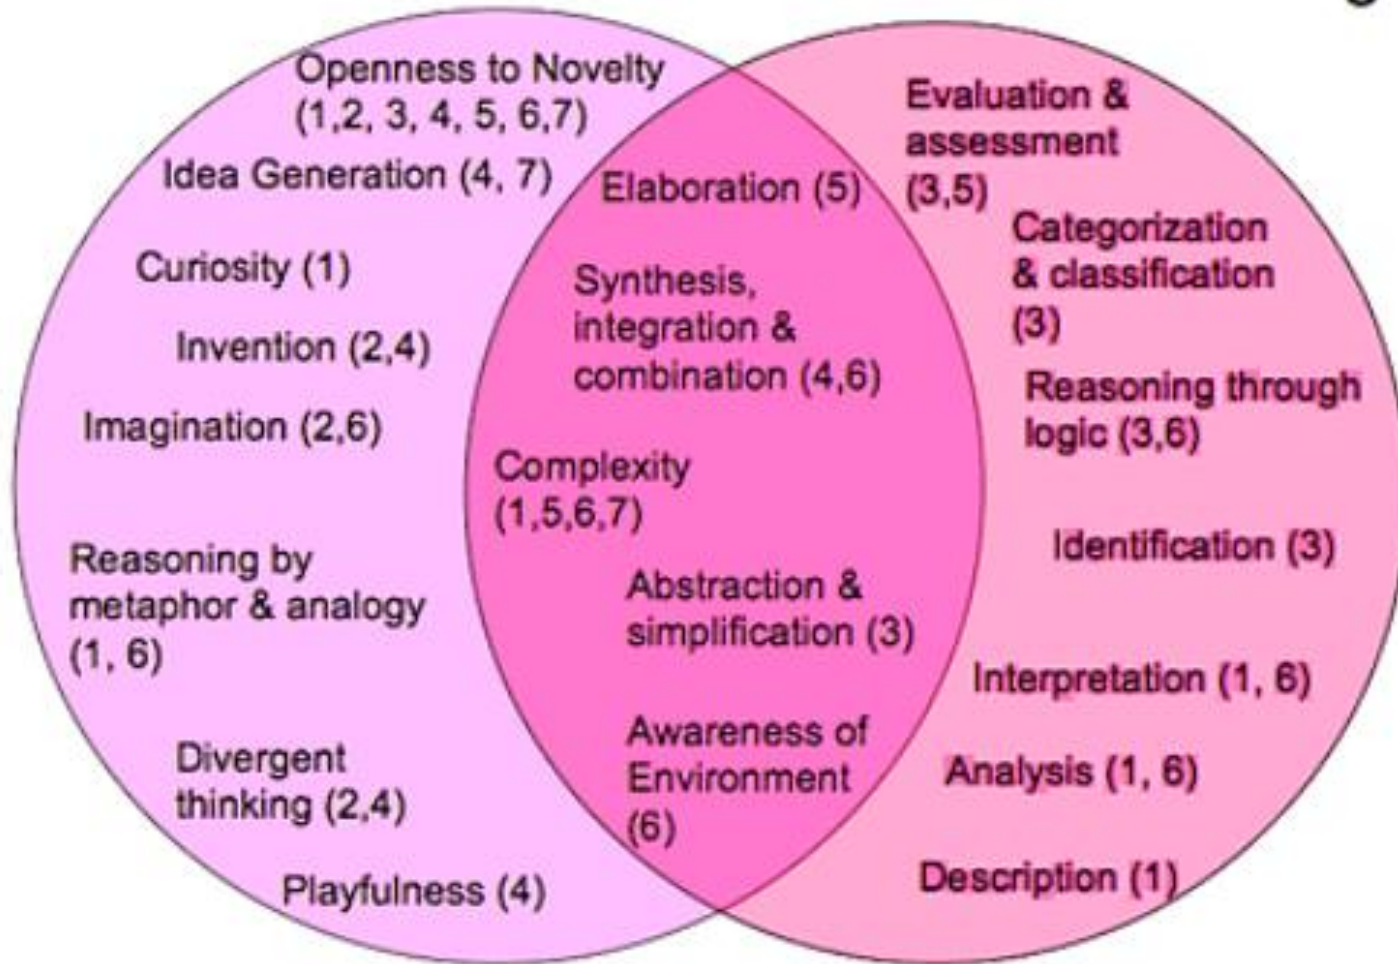 Openness to Novelty
(1,2, 3, 4, 5, 6,7)
Idea Generation (4, 7)
Curiosity (1)
Invention (2,4)
Imagination (2,6)
Reasoning by
metaphor & analogy
(1, 6)
Divergent
thinking (2,4)
Playfulness (4)
Elaboration (5)
Synthesis,
integration &
combination (4,6)
Complexity
(1,5,6,7)
Abstraction &
simplification (3)
Awareness of
Environment
(6)
Evaluation &
assessment
(3,5)
Categorization
& classification
(3)
Reasoning through
logic (3,6)
Identification (3)
Interpretation (1, 6)
Analysis (1, 6)
Description (1)